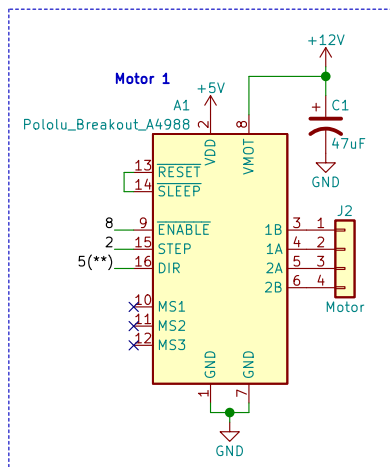 +12V
Motor 1
+5V
A1
C1
Pololu_Breakout_A4988
47uF
2
8
VDD
VMOT
GND
13
RESET
14
SLEEP
8
9
ENABLE
2
15
STEP
5(**)
16
DIR
1B
3
1
1A
4
2
2A
5
3
2B
6
4
J2
Motor
10
MS1
11
MS2
12
MS3
GND
GND
1
7
GND